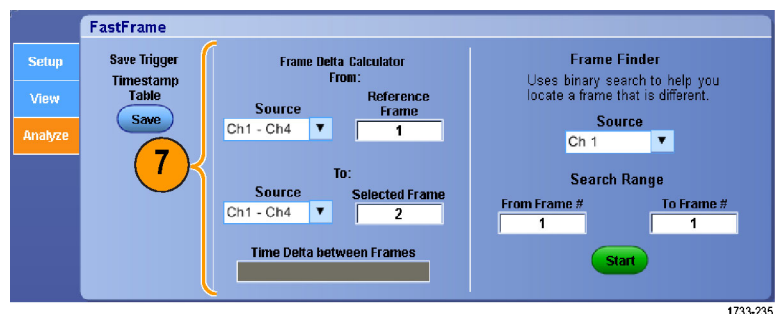 FastFrame
Setup
View
Analyze
Save Trigger
Timestamp
Table
Save
7
Frame Delta Calculator
From:
Source
Reference
Frame
Ch1 - Ch4
1
To:
Source
Selected Frame
Ch1 - Ch4
2
Time Delta between Frames
Frame Finder
Uses binary search to help you
locate a frame that is different.
Source
Ch 1
Search Range
From Frame #
To Frame #
1
1
Start
1733-235